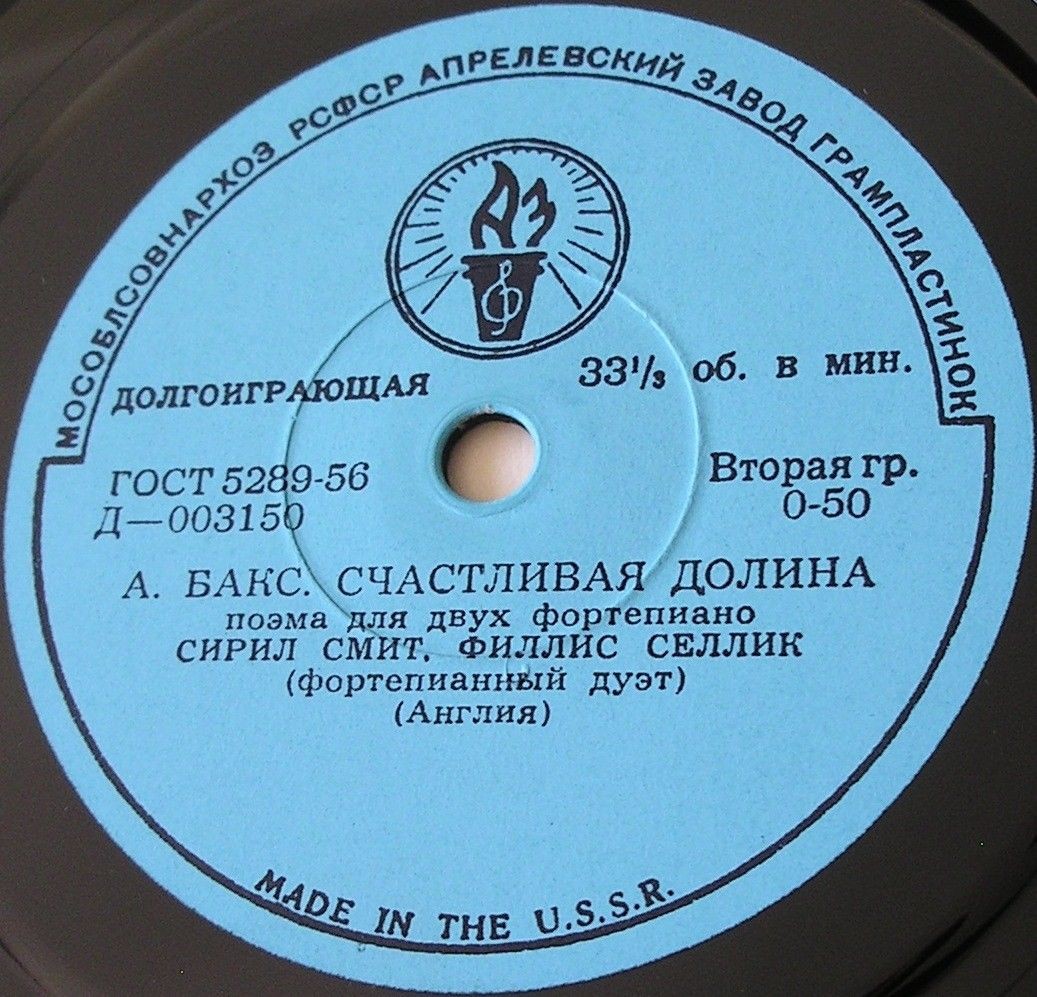 МОСОБЛСОВНАРХОЗ РСФСР АПРЕЛЕВСКИЙ ЗАВОД ГРАМПЛАСТИНОК
АЗ
ДОЛГОИГРАЮЩАЯ
33⅓ об. в мин.
ГОСТ 5289-56
Д—003150
Вторая гр.
0-50
А. БАКС. СЧАСТЛИВАЯ ДОЛИНА
поэма для двух фортепиано
СИРИЛ СМИТ, ФИЛЛИС СЕЛЛИК
(фортепианный дуэт)
(Англия)
MADE IN THE U.S.S.R.